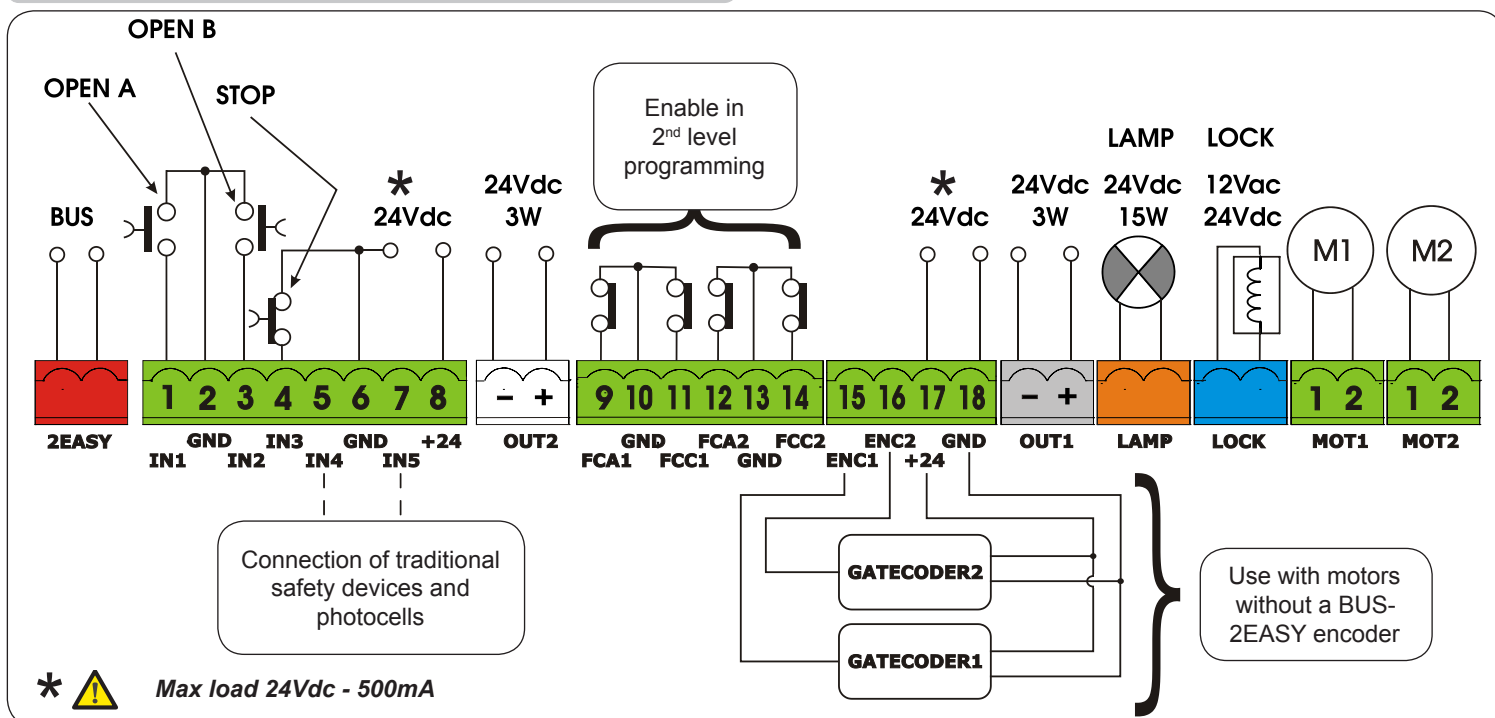 OPEN B
OPEN A
STOP
Enable in
2nd level
programming
LAMP LOCK
BUS
* 24Vdc
24Vdc
3W
* 24Vdc
24Vdc
3W
24Vdc
15W
12Vac
24Vdc
M1
M2
1 2 3 4 5 6 7 8
- +
9 10 11 12 13 14
15 16 17 18
- +
1 2
1 2
2EASY
IN1 GND IN2 IN3 IN4 GND IN5 +24
OUT2
FCA1 GND FCC1 FCA2 GND FCC2
ENC1 ENC2 +24 GND
OUT1
LAMP
LOCK
MOT1
MOT2
Connection of traditional
safety devices and
photocells
GATECODER2
GATECODER1
Use with motors
without a BUS-
2EASY encoder
* ! Max load 24Vdc - 500mA